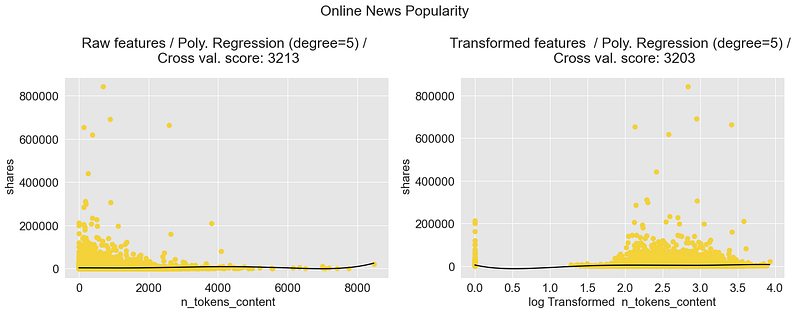 Online News Popularity
Raw features / Poly. Regression (degree=5) /
Cross val. score: 3213
800000
600000
400000
200000
0
shares
0 2000 4000 6000 8000
n_tokens_content
Transformed features  / Poly. Regression (degree=5) /
Cross val. score: 3203
800000
600000
400000
200000
0
shares
0.0 0.5 1.0 1.5 2.0 2.5 3.0 3.5 4.0
log Transformed  n_tokens_content